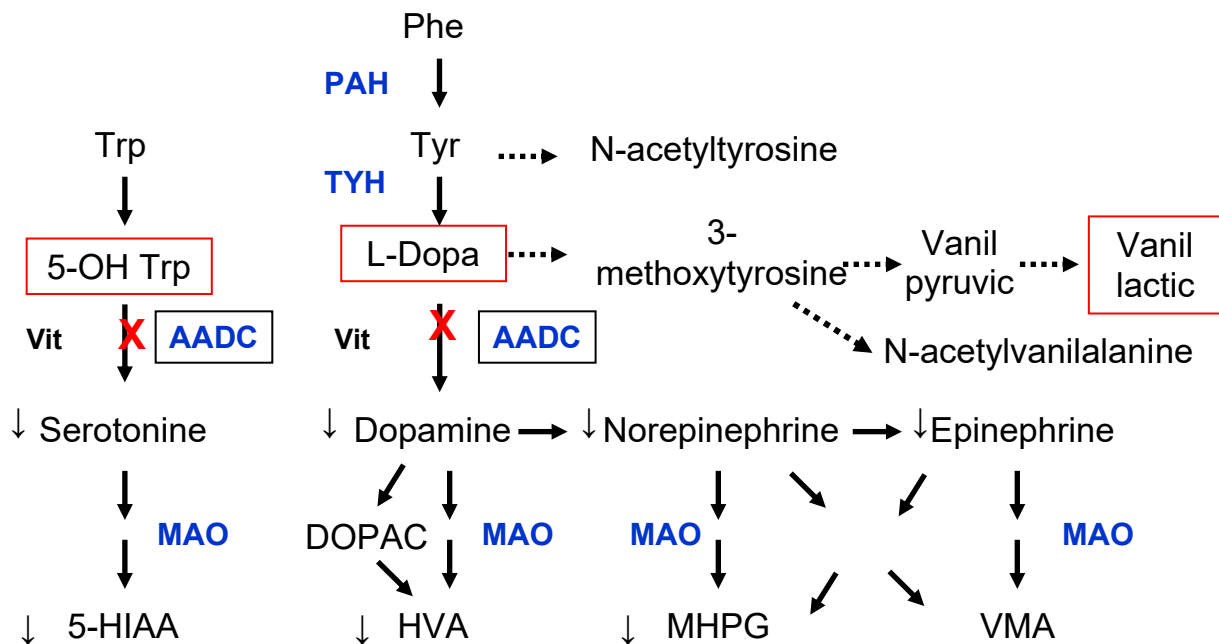 Phe
PAH
Trp
Tyr
N-acetyltyrosine
TYH
5-OH Trp
L-Dopa
3-
methoxytyrosine
Vanil
pyruvic
Vanil
lactic
Vit
X
AADC
Vit
X
AADC
N-acetylvanilalanine
↓ Serotonine
↓ Dopamine
↓ Norepinephrine
↓ Epinephrine
MAO
DOPAC
MAO
MAO
MAO
↓ 5-HIAA
↓ HVA
↓ MHPG
VMA